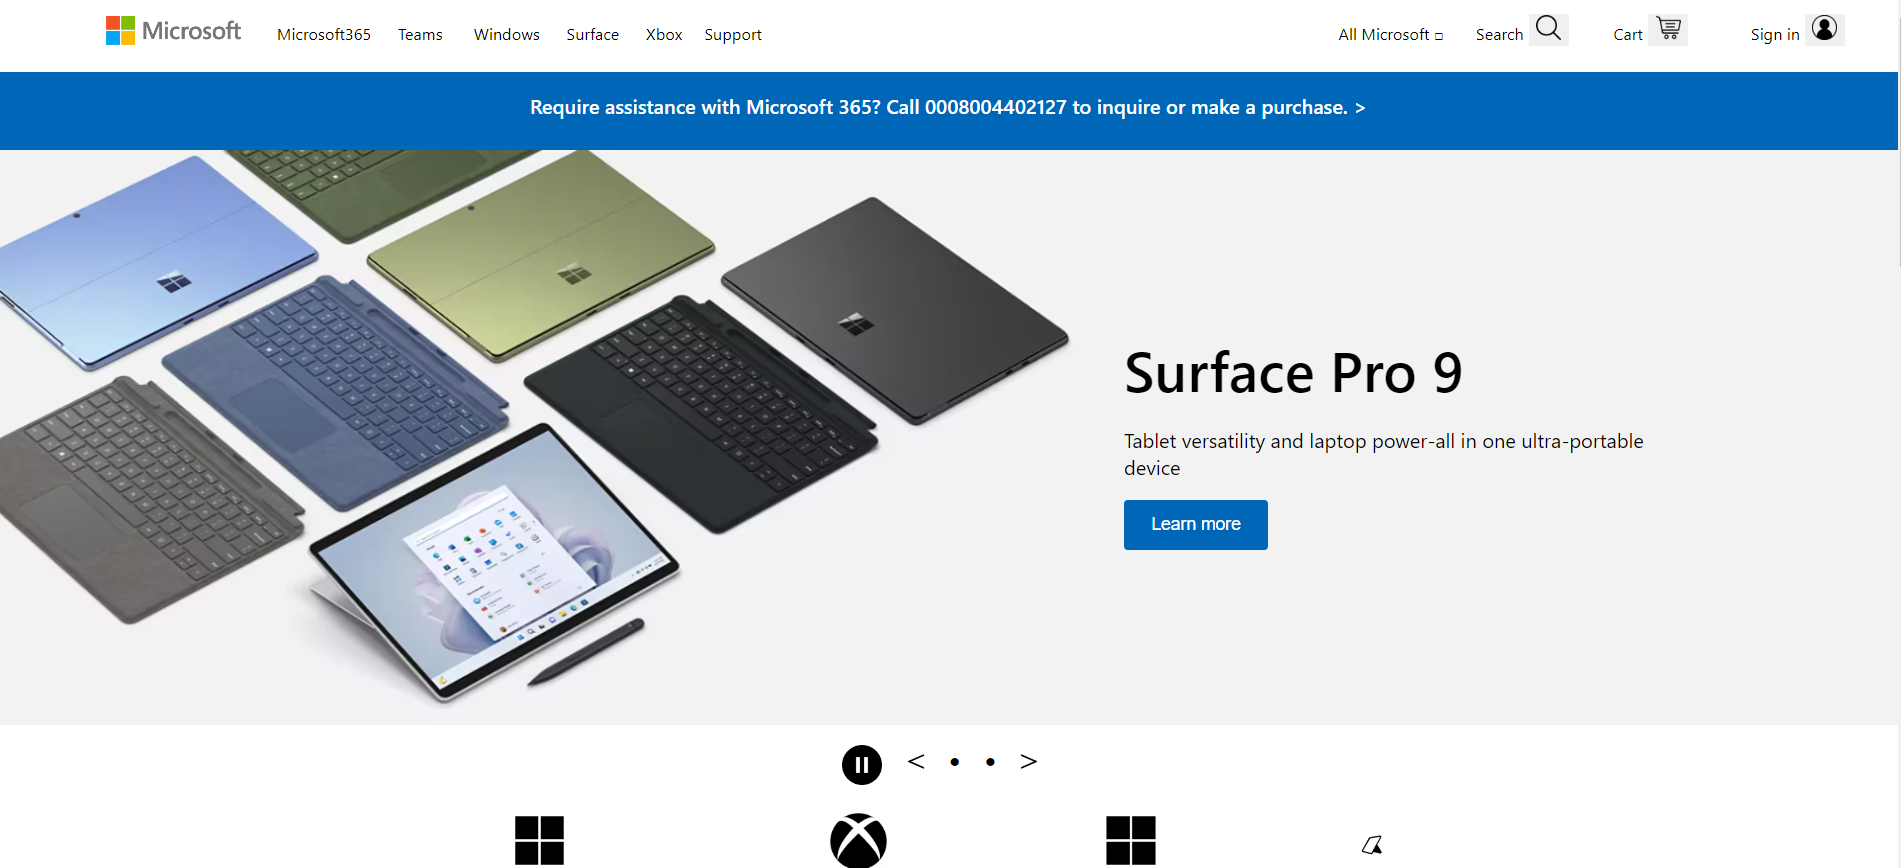 Microsoft
Microsoft365 Teams Windows Surface Xbox Support
All Microsoft Search Cart Sign in
Require assistance with Microsoft 365? Call 0008004402127 to inquire or make a purchase. >
Surface Pro 9
Tablet versatility and laptop power-all in one ultra-portable
device
Learn more
< • • >